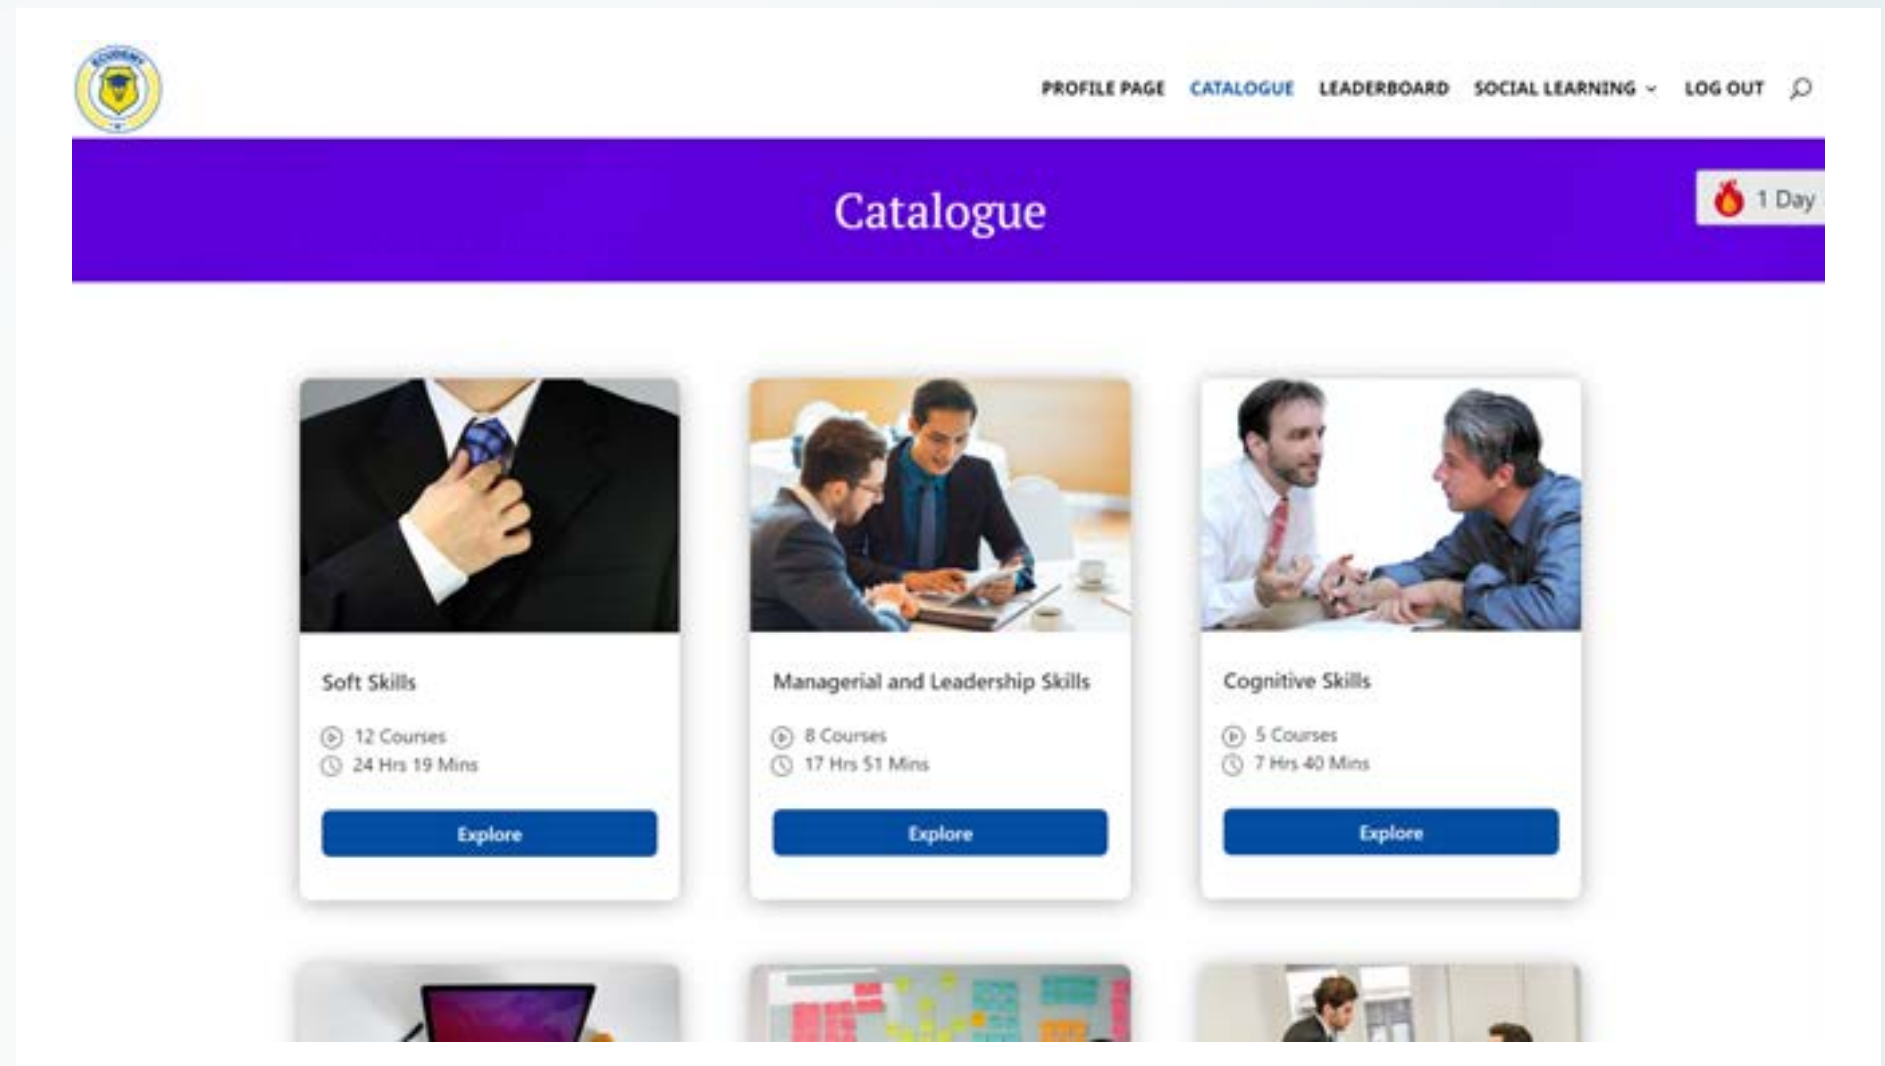 ECUDEMY
PROFILE PAGE CATALOGUE LEADERBOARD SOCIAL LEARNING LOG OUT
Catalogue
1 Day
Soft Skills
12 Courses
24 Hrs 19 Mins
Explore
Managerial and Leadership Skills
8 Courses
17 Hrs 51 Mins
Explore
Cognitive Skills
5 Courses
7 Hrs 40 Mins
Explore